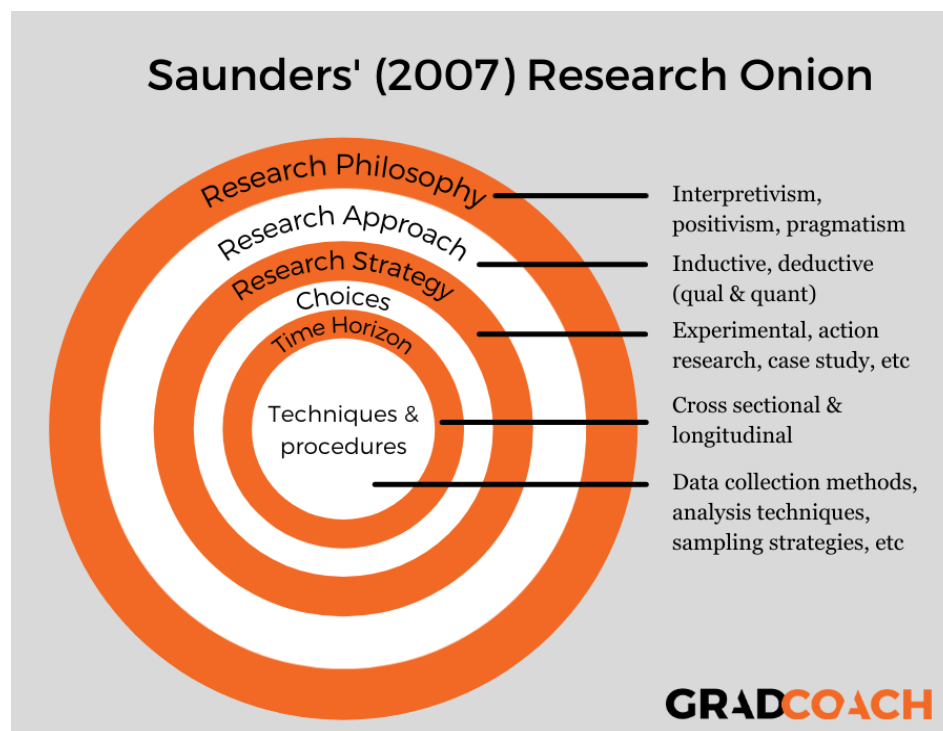 Saunders' (2007) Research Onion
Research Philosophy
Research Approach
Research Strategy
Choices
Time Horizon
Techniques &
procedures
Interpretivism,
positivism, pragmatism
Inductive, deductive
(qual & quant)
Experimental, action
research, case study, etc
Cross sectional &
longitudinal
Data collection methods,
analysis techniques,
sampling strategies, etc
GRADCOACH